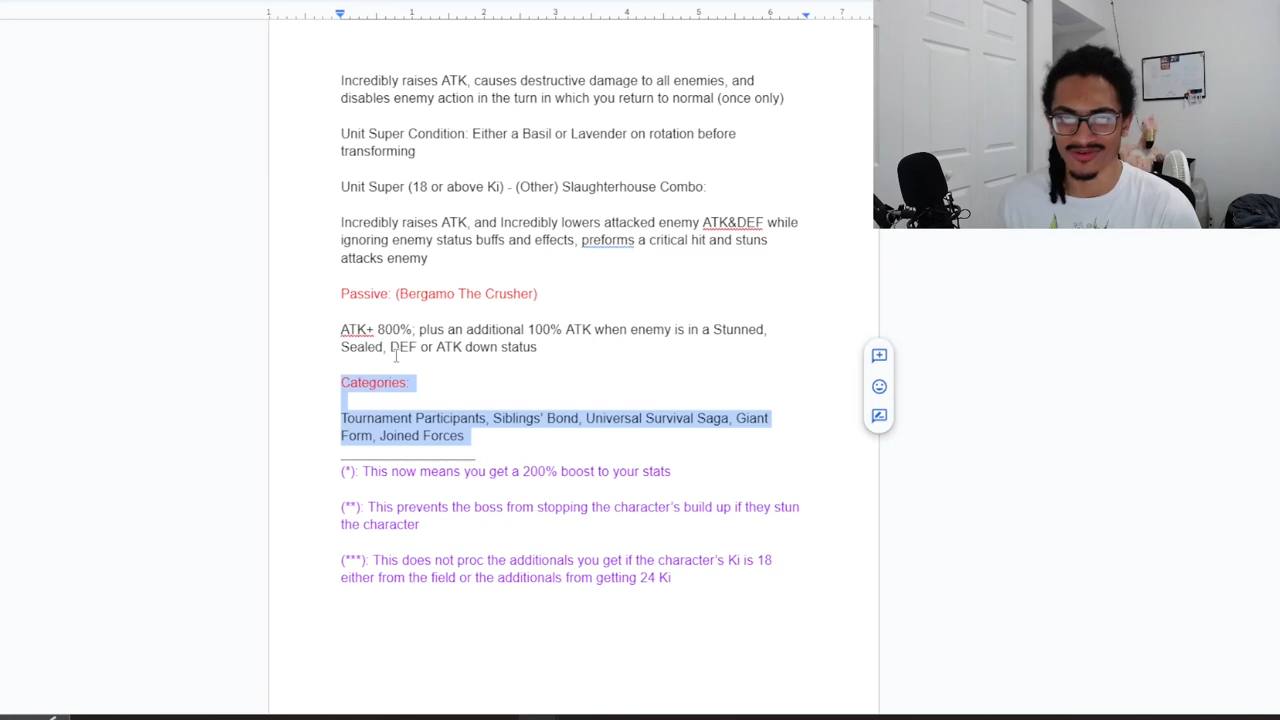 1 1 2 3 4 5 6 7
Incredibly raises ATK, causes destructive damage to all enemies, and
disables enemy action in the turn in which you return to normal (once only)
Unit Super Condition: Either a Basil or Lavender on rotation before
transforming
Unit Super (18 or above Ki) - (Other) Slaughterhouse Combo:
Incredibly raises ATK, and Incredibly lowers attacked enemy ATK&DEF while
ignoring enemy status buffs and effects, preforms a critical hit and stuns
attacks enemy
Passive: (Bergamo The Crusher)
ATK+ 800%; plus an additional 100% ATK when enemy is in a Stunned,
Sealed, DEF or ATK down status
Categories:
Tournament Participants, Siblings' Bond, Universal Survival Saga, Giant
Form, Joined Forces
(*): This now means you get a 200% boost to your stats
(**): This prevents the boss from stopping the character's build up if they stun
the character
(***): This does not proc the additionals you get if the character's Ki is 18
either from the field or the additionals from getting 24 Ki